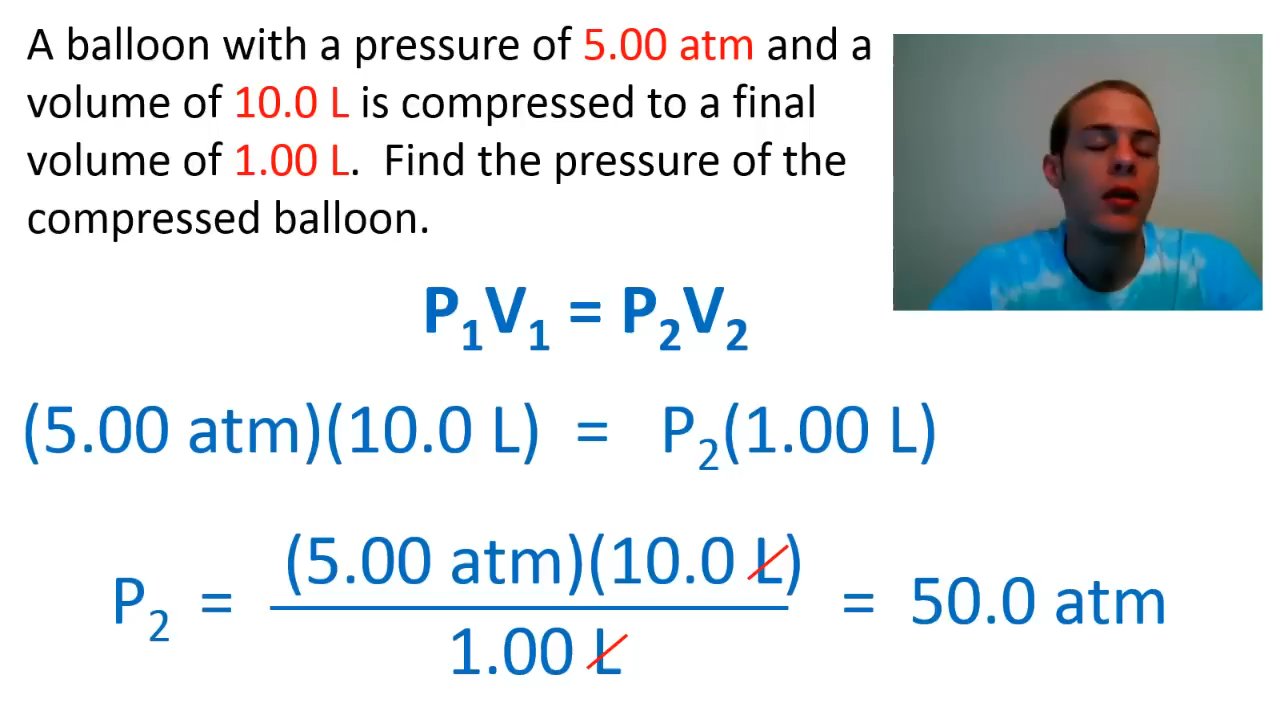 A balloon with a pressure of 5.00 atm and a
volume of 10.0 L is compressed to a final
volume of 1.00 L.  Find the pressure of the
compressed balloon.
P₁V₁ = P₂V₂
(5.00 atm)(10.0 L) = P₂(1.00 L)
(5.00 atm)(10.0 L)
P₂ = = 50.0 atm
1.00 L